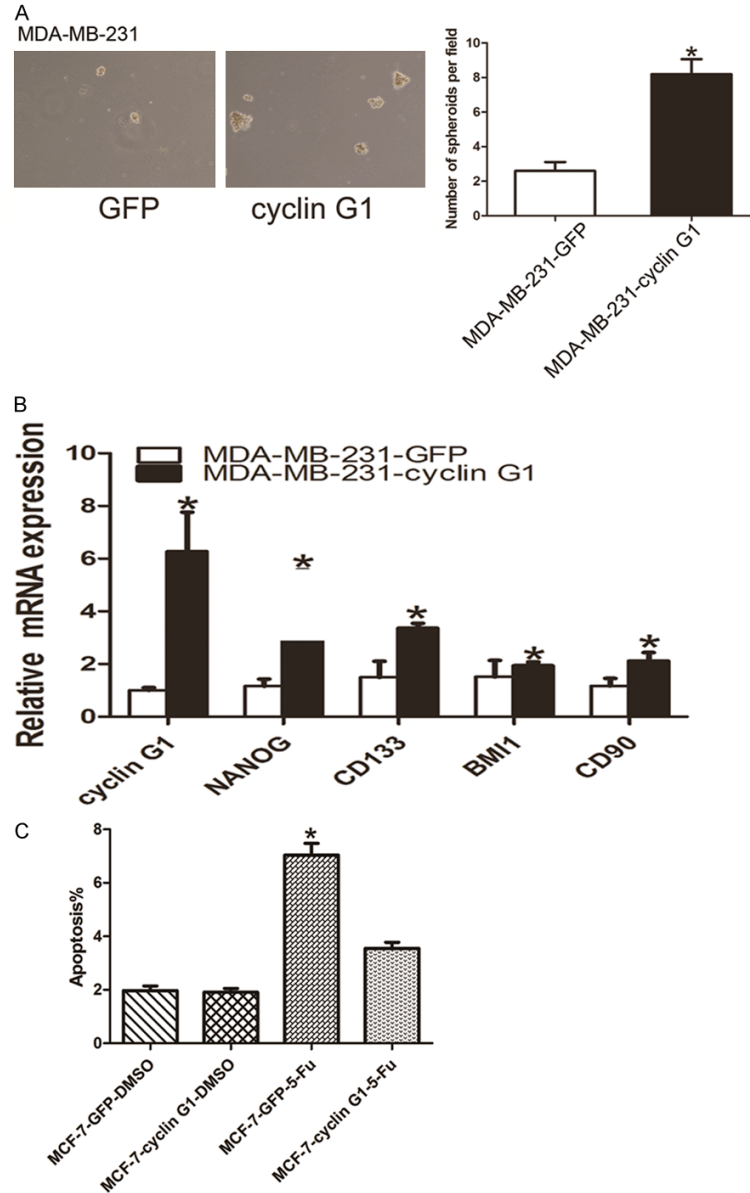 A
MDA-MB-231
GFP
cyclin G1
Number of spheroids per field
10
8
6
4
2
0
*
MDA-MB-231-GFP
MDA-MB-231-cyclin G1
B
Relative mRNA expression
10
8
6
4
2
0
MDA-MB-231-GFP
MDA-MB-231-cyclin G1
*
*
*
*
*
cyclin G1
NANOG
CD133
BMI1
CD90
C
Apoptosis%
8
6
4
2
0
*
MCF-7-GFP-DMSO
MCF-7-cyclin G1-DMSO
MCF-7-GFP-5-Fu
MCF-7-cyclin G1-5-Fu